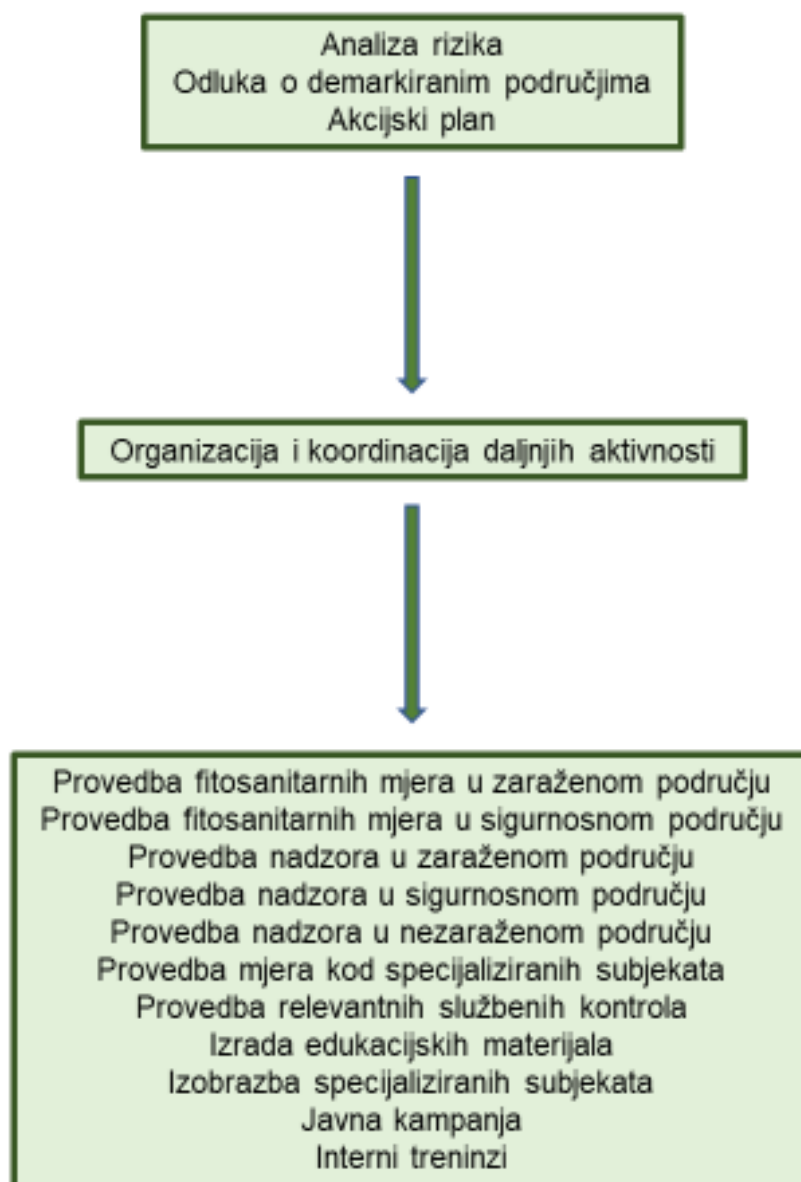 Analiza rizika
Odluka o demarkiranim područjima
Akcijski plan
Organizacija i koordinacija daljnjih aktivnosti
Provedba fitosanitarnih mjera u zaraženom području
Provedba fitosanitarnih mjera u sigurnosnom području
Provedba nadzora u zaraženom području
Provedba nadzora u sigurnosnom području
Provedba nadzora u nezaraženom području
Provedba mjera kod specijaliziranih subjekata
Provedba relevantnih službenih kontrola
Izrada edukacijskih materijala
Izobrazba specijaliziranih subjekata
Javna kampanja
Interni treninzi